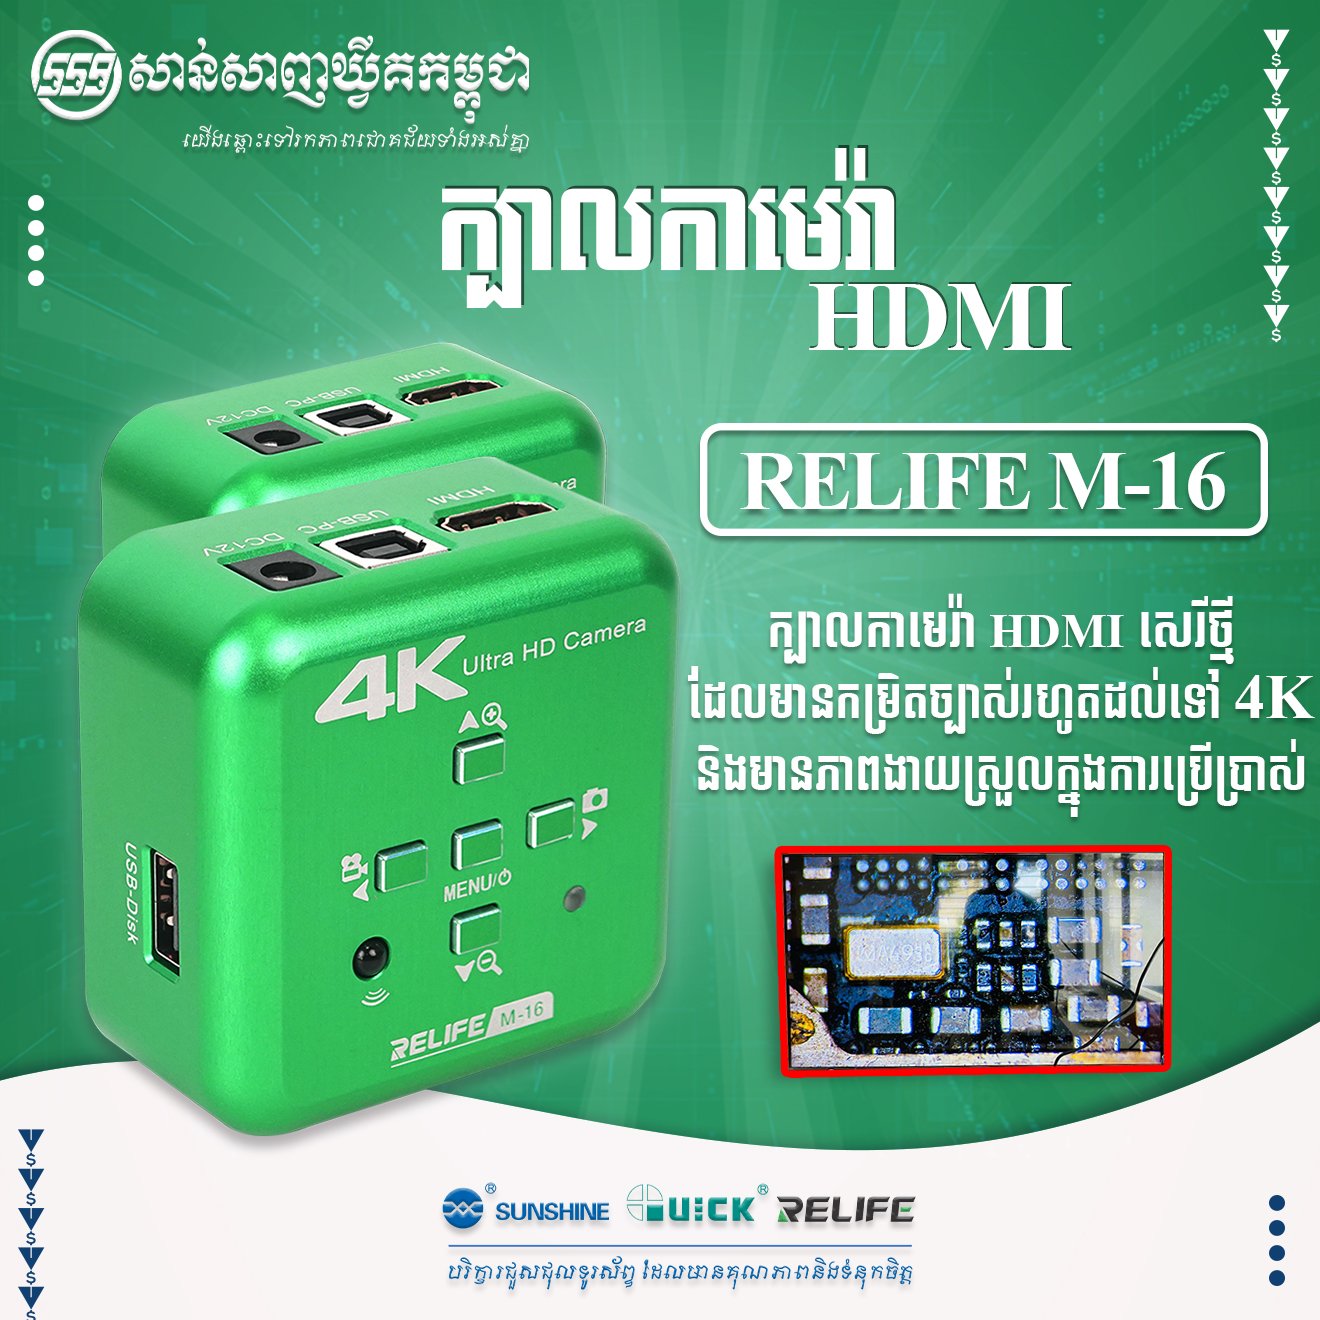 559 សាន់សាញឃ្វីគកម្ពុជា
យើងឆ្ពោះទៅរកភាពជោគជ័យទាំងអស់គ្នា
ក្បាលកាមេរ៉ា
HDMI
RELIFE M-16
ក្បាលកាមេរ៉ា HDMI សេរីថ្មី
ដែលមានកម្រិតច្បាស់រហូតដល់ទៅ 4K
និងមានភាពងាយស្រួលក្នុងការប្រើប្រាស់
HDMI
USB-PC
DC12V
era
HDMI
USB-PC
DC12V
4K Ultra HD Camera
MENU/
USB-Disk
RELIFE M-16
SUNSHINE® QUICK® RELIFE
បរិក្ខារជួសជុលទូរស័ព្ទ ដែលមានគុណភាពនិងទំនុកចិត្ត